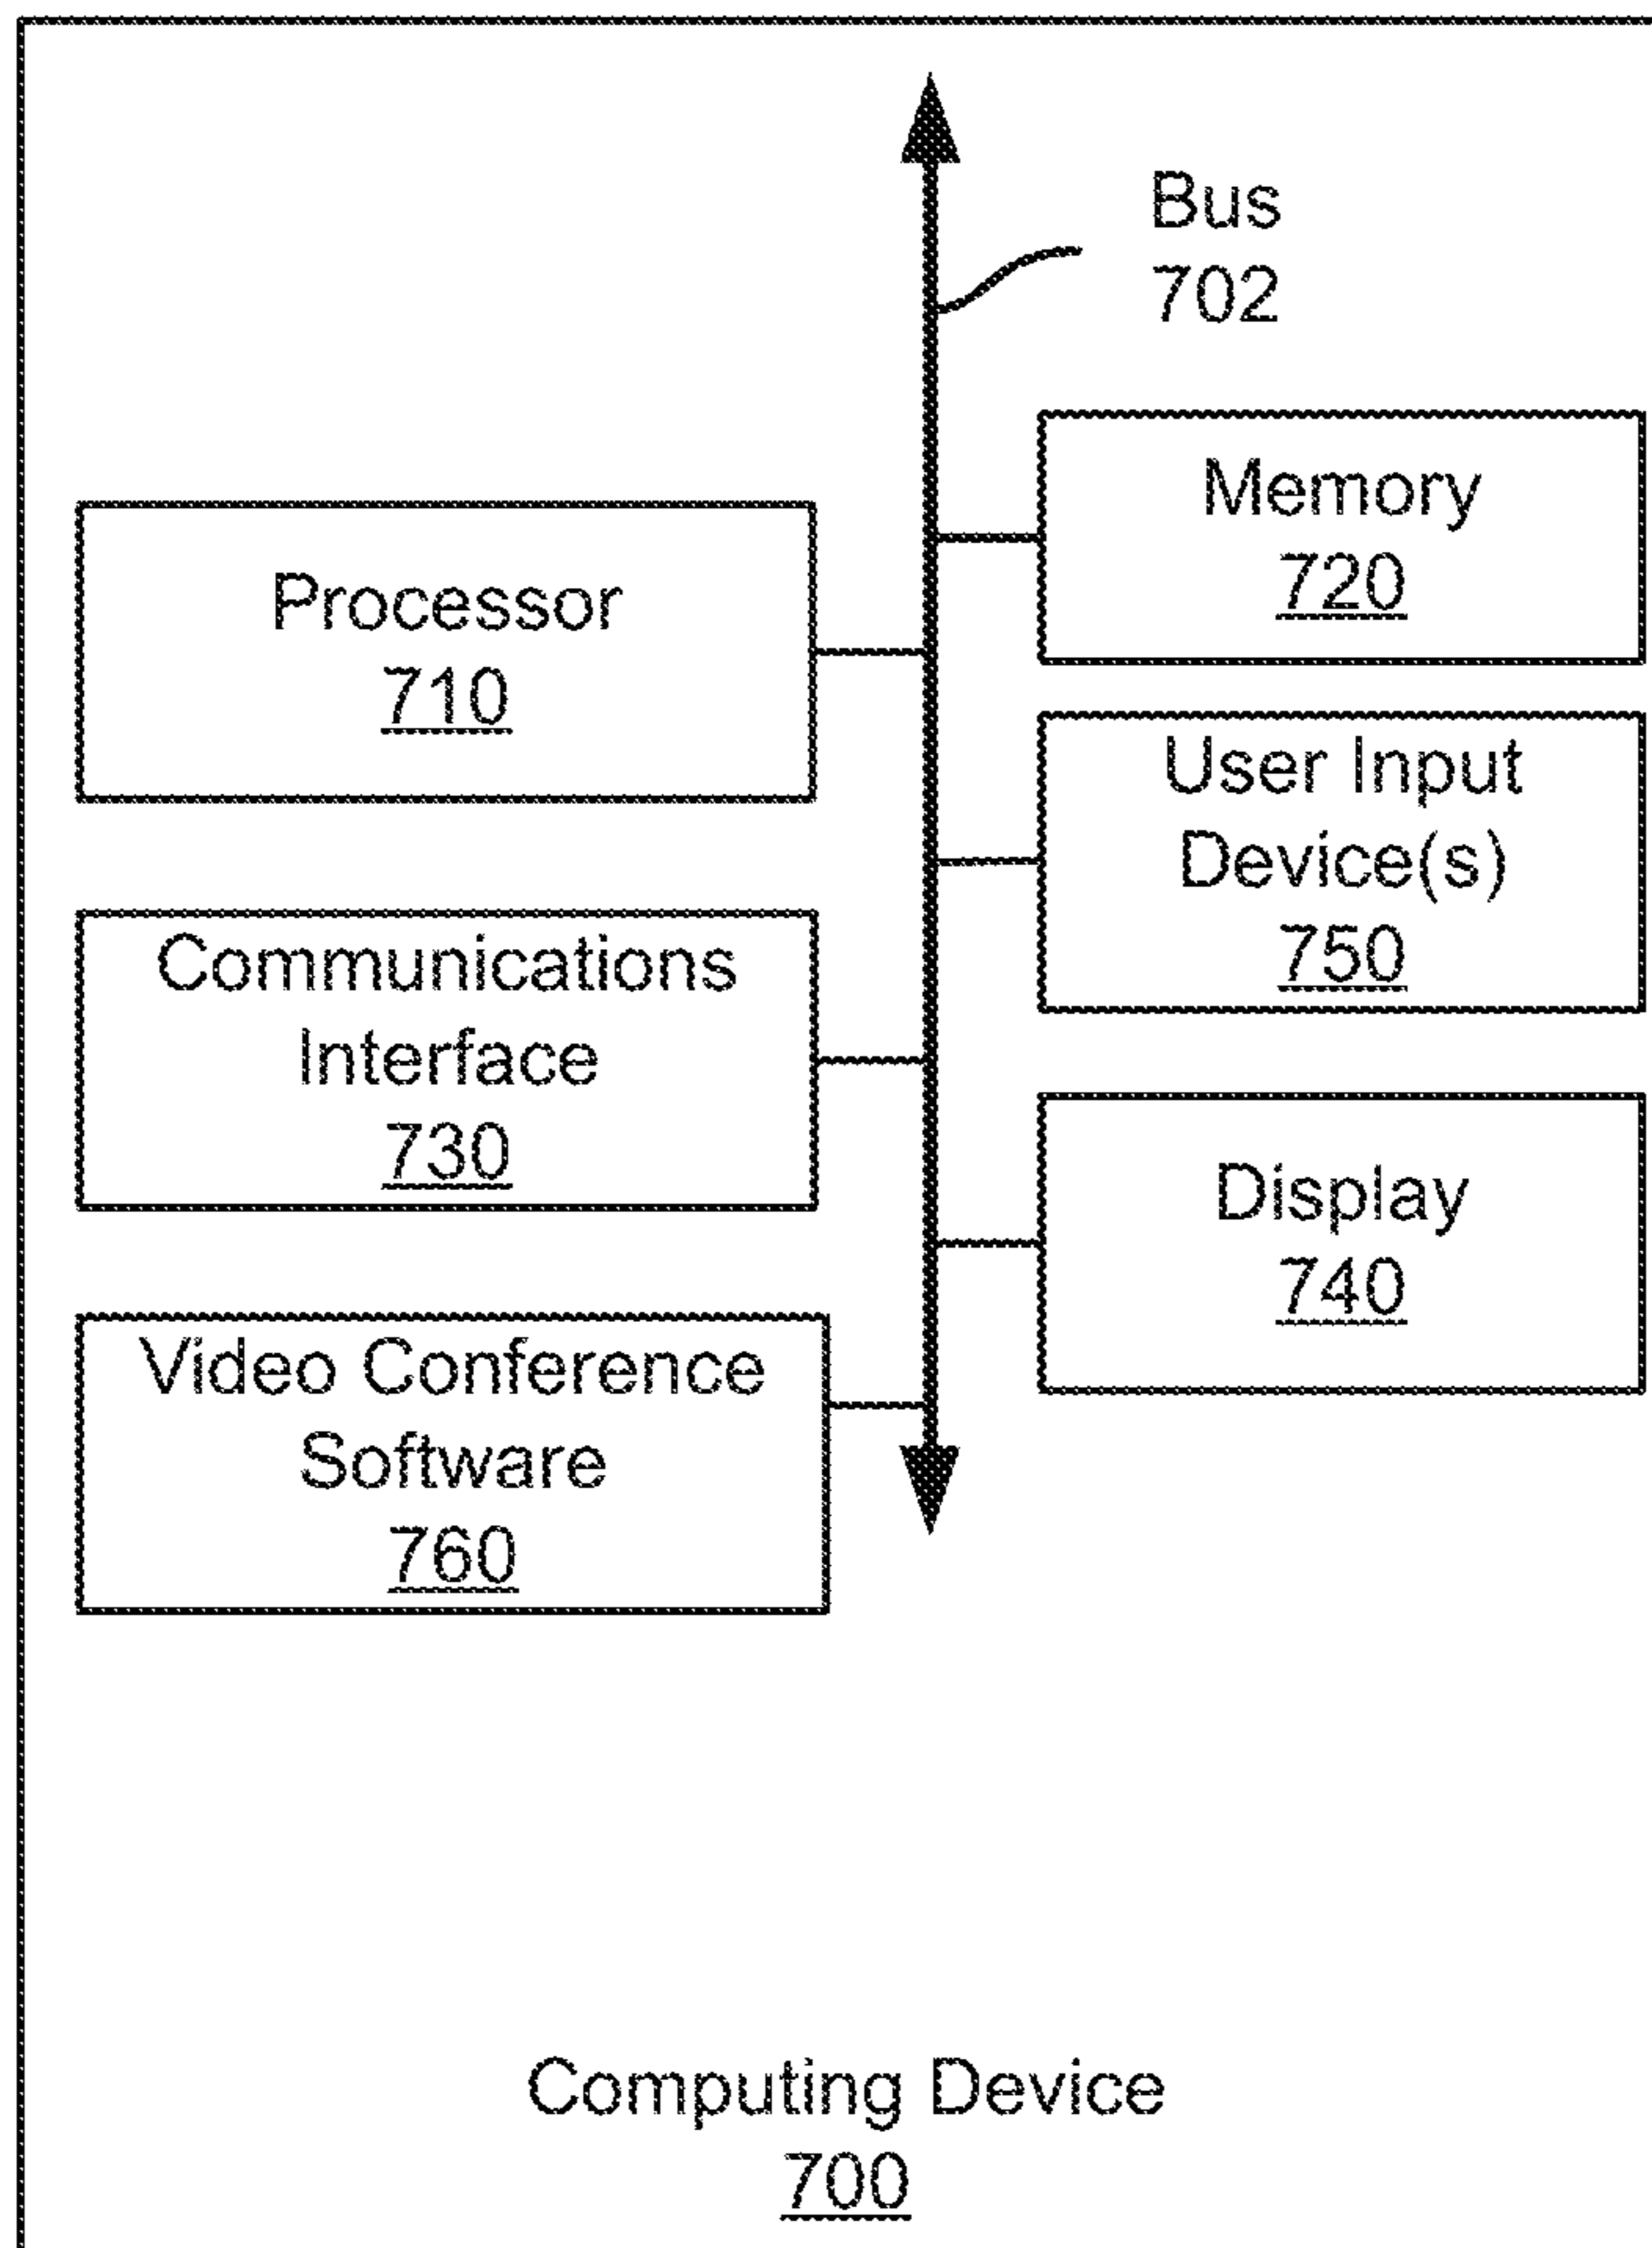 Bus
702
Memory
720
Processor
710
User Input
Device(s)
750
Communications
Interface
730
Display
740
Video Conference
Software
760
Computing Device
700